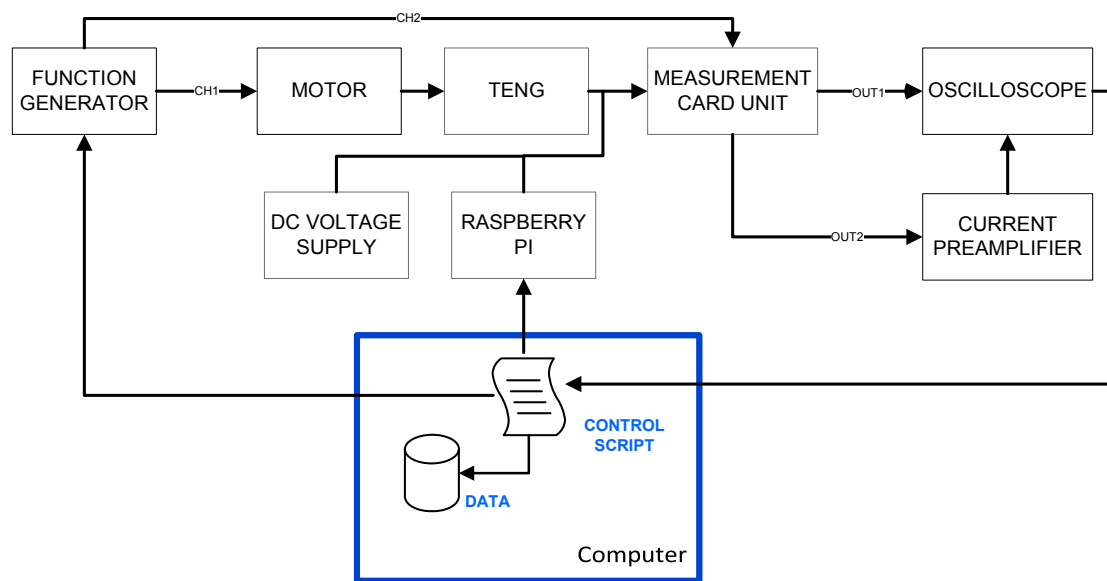 CH2
FUNCTION
GENERATOR
CH1
MOTOR
TENG
MEASUREMENT
CARD UNIT
OUT1
OSCILLOSCOPE
DC VOLTAGE
SUPPLY
RASPBERRY
PI
OUT2
CURRENT
PREAMPLIFIER
CONTROL
SCRIPT
DATA
Computer